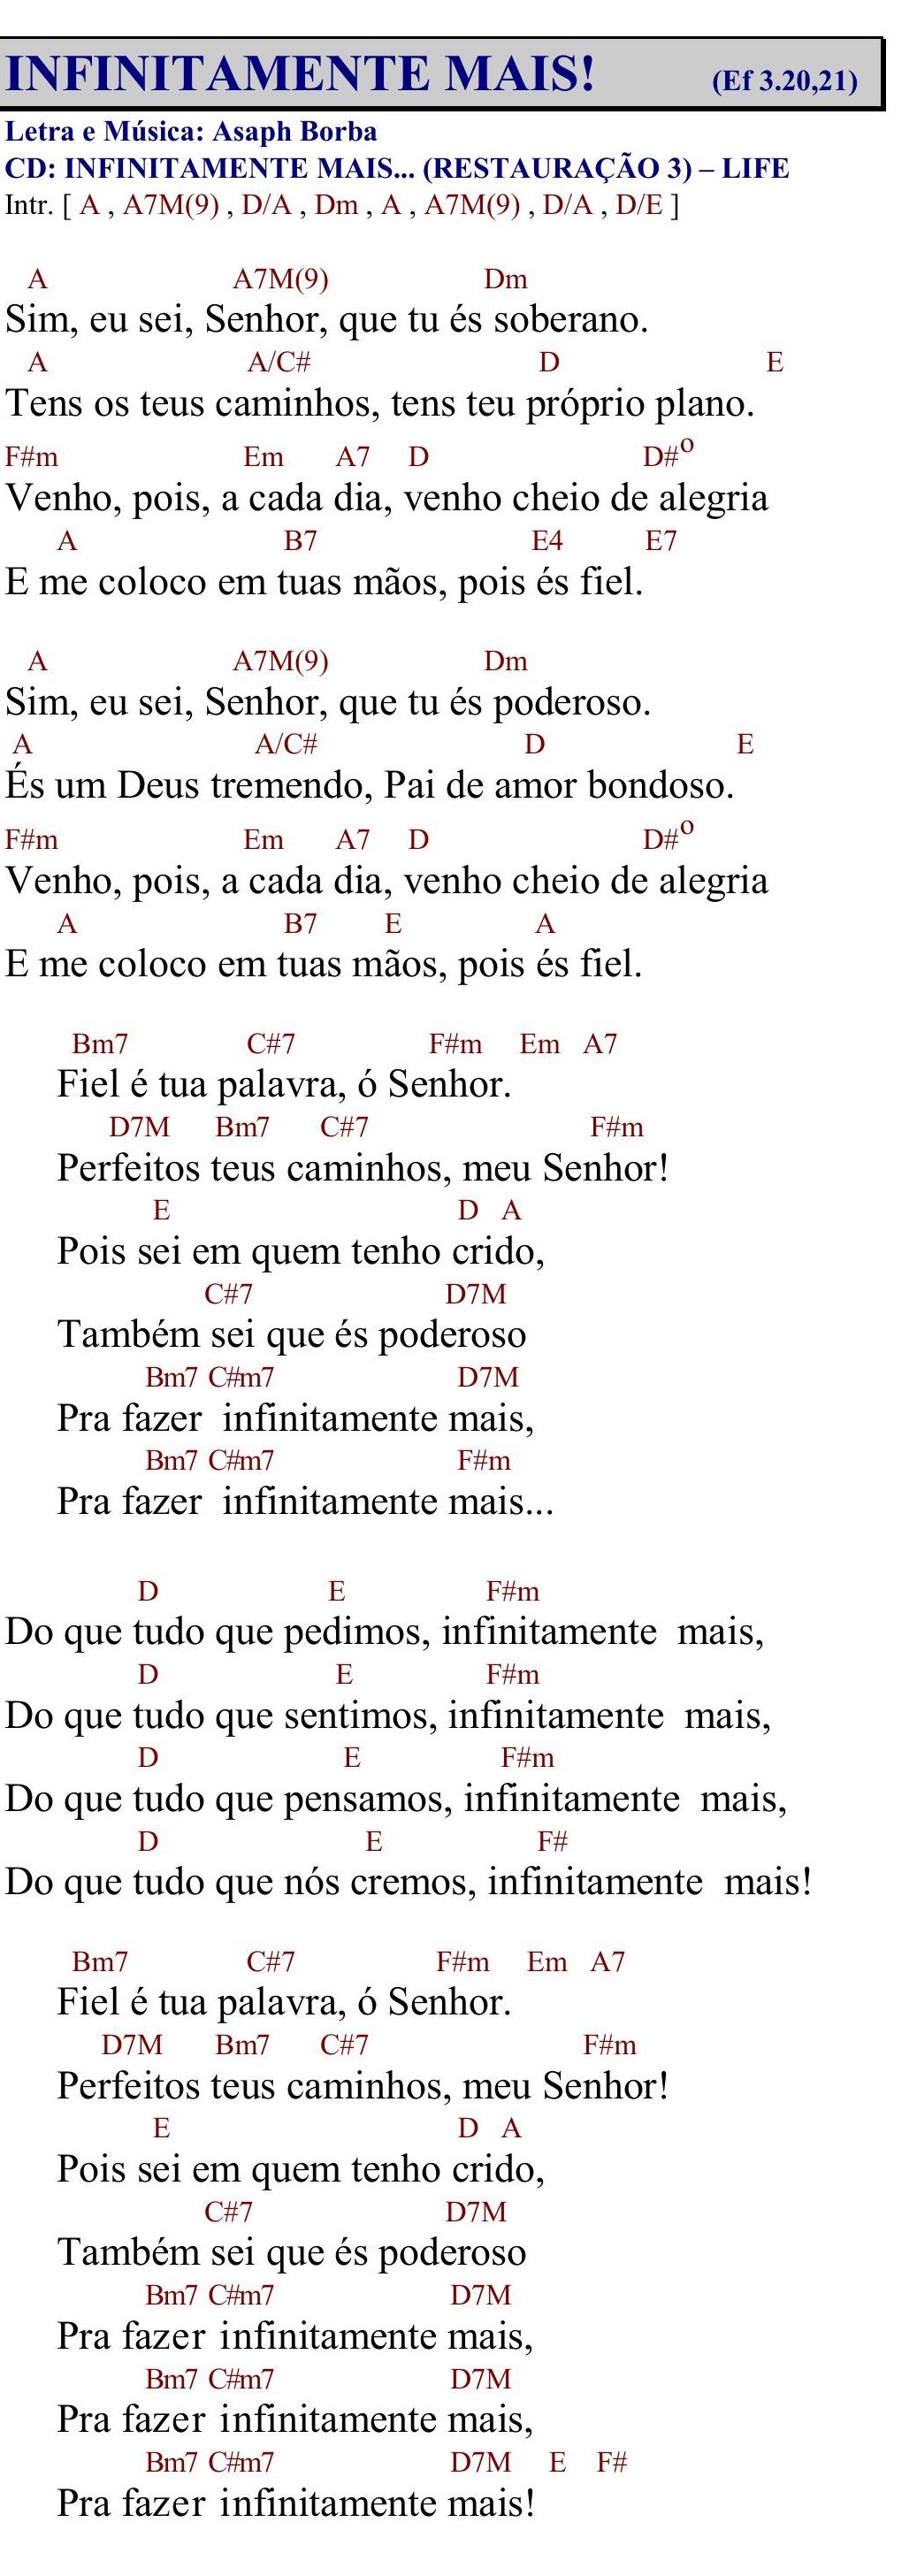 INFINITAMENTE MAIS! (Ef 3.20,21)
Letra e Música: Asaph Borba
CD: INFINITAMENTE MAIS... (RESTAURAÇÃO 3) – LIFE
Intr. [ A , A7M(9) , D/A , Dm , A , A7M(9) , D/A , D/E ]
A A7M(9) Dm
Sim, eu sei, Senhor, que tu és soberano.
A A/C# D E
Tens os teus caminhos, tens teu próprio plano.
F#m Em A7 D D#º
Venho, pois, a cada dia, venho cheio de alegria
A B7 E4 E7
E me coloco em tuas mãos, pois és fiel.
A A7M(9) Dm
Sim, eu sei, Senhor, que tu és poderoso.
A A/C# D E
És um Deus tremendo, Pai de amor bondoso.
F#m Em A7 D D#º
Venho, pois, a cada dia, venho cheio de alegria
A B7 E A
E me coloco em tuas mãos, pois és fiel.
Bm7 C#7 F#m Em A7
Fiel é tua palavra, ó Senhor.
D7M Bm7 C#7 F#m
Perfeitos teus caminhos, meu Senhor!
E D A
Pois sei em quem tenho crido,
C#7 D7M
Também sei que és poderoso
Bm7 C#m7 D7M
Pra fazer infinitamente mais,
Bm7 C#m7 F#m
Pra fazer infinitamente mais...
D E F#m
Do que tudo que pedimos, infinitamente mais,
D E F#m
Do que tudo que sentimos, infinitamente mais,
D E F#m
Do que tudo que pensamos, infinitamente mais,
D E F#
Do que tudo que nós cremos, infinitamente mais!
Bm7 C#7 F#m Em A7
Fiel é tua palavra, ó Senhor.
D7M Bm7 C#7 F#m
Perfeitos teus caminhos, meu Senhor!
E D A
Pois sei em quem tenho crido,
C#7 D7M
Também sei que és poderoso
Bm7 C#m7 D7M
Pra fazer infinitamente mais,
Bm7 C#m7 D7M
Pra fazer infinitamente mais,
Bm7 C#m7 D7M E F#
Pra fazer infinitamente mais!